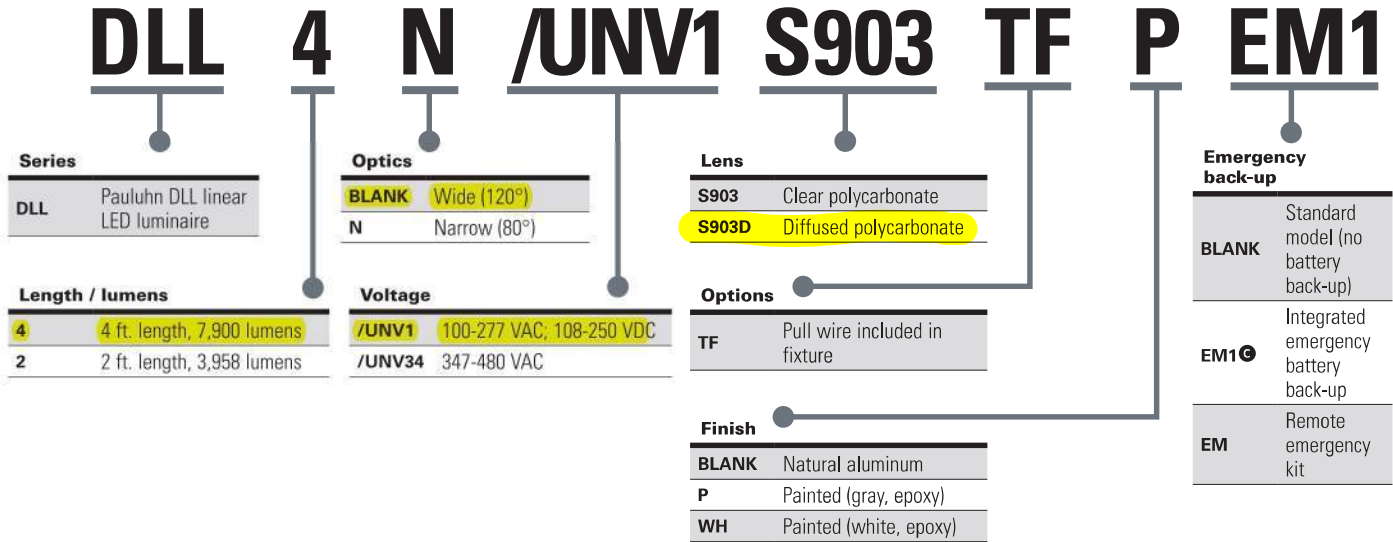 DLL 4 N /UNV1 S903 TF P EM1
Series
DLL Pauluhn DLL linear
LED luminaire
Length / lumens
4 4 ft. length, 7,900 lumens
2 2 ft. length, 3,958 lumens
Optics
BLANK Wide (120°)
N Narrow (80°)
Voltage
/UNV1 100-277 VAC; 108-250 VDC
/UNV34 347-480 VAC
Lens
S903 Clear polycarbonate
S903D Diffused polycarbonate
Options
TF Pull wire included in
fixture
Finish
BLANK Natural aluminum
P Painted (gray, epoxy)
WH Painted (white, epoxy)
Emergency
back-up
BLANK Standard
model (no
battery
back-up)
EM1 C Integrated
emergency
battery
back-up
EM Remote
emergency
kit